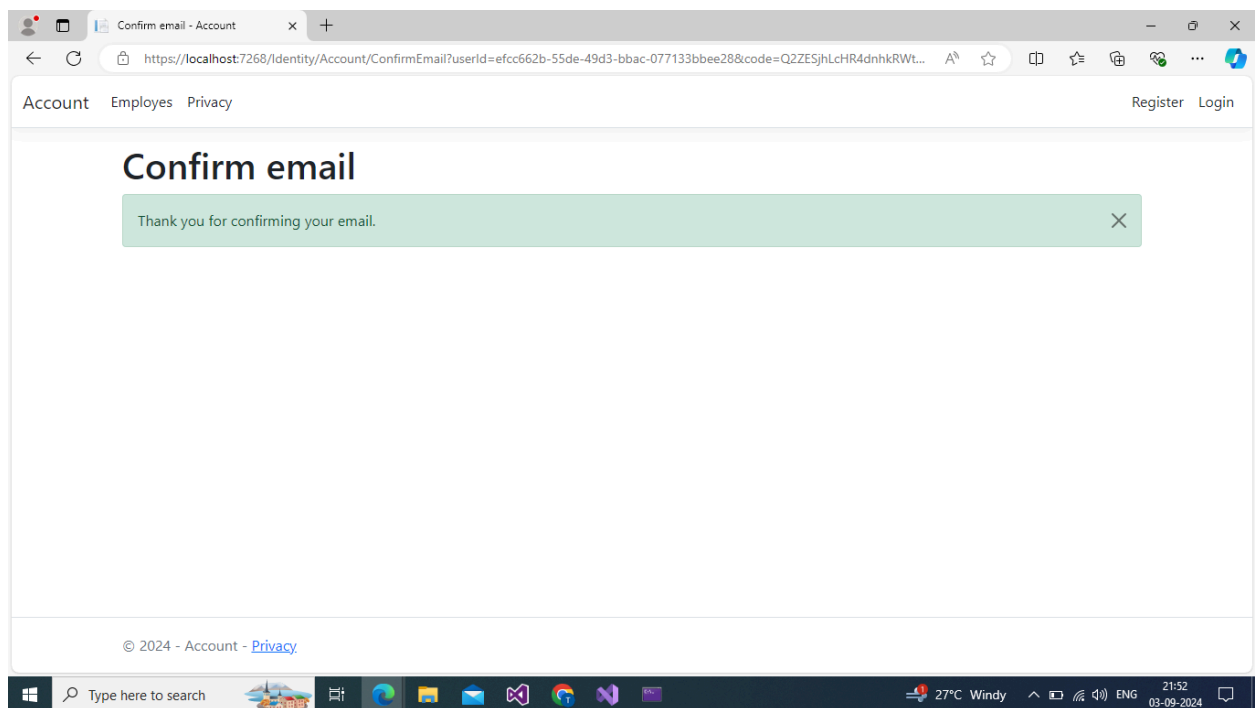 Confirm email - Account
https://localhost:7268/Identity/Account/ConfirmEmail?userId=efcc662b-55de-49d3-bbac-077133bbee28&code=Q2ZESjhLcHR4dnhkRWt...
Account Employes Privacy Register Login
Confirm email
Thank you for confirming your email.
© 2024 - Account - Privacy
Type here to search 27°C Windy ENG 21:52
03-09-2024